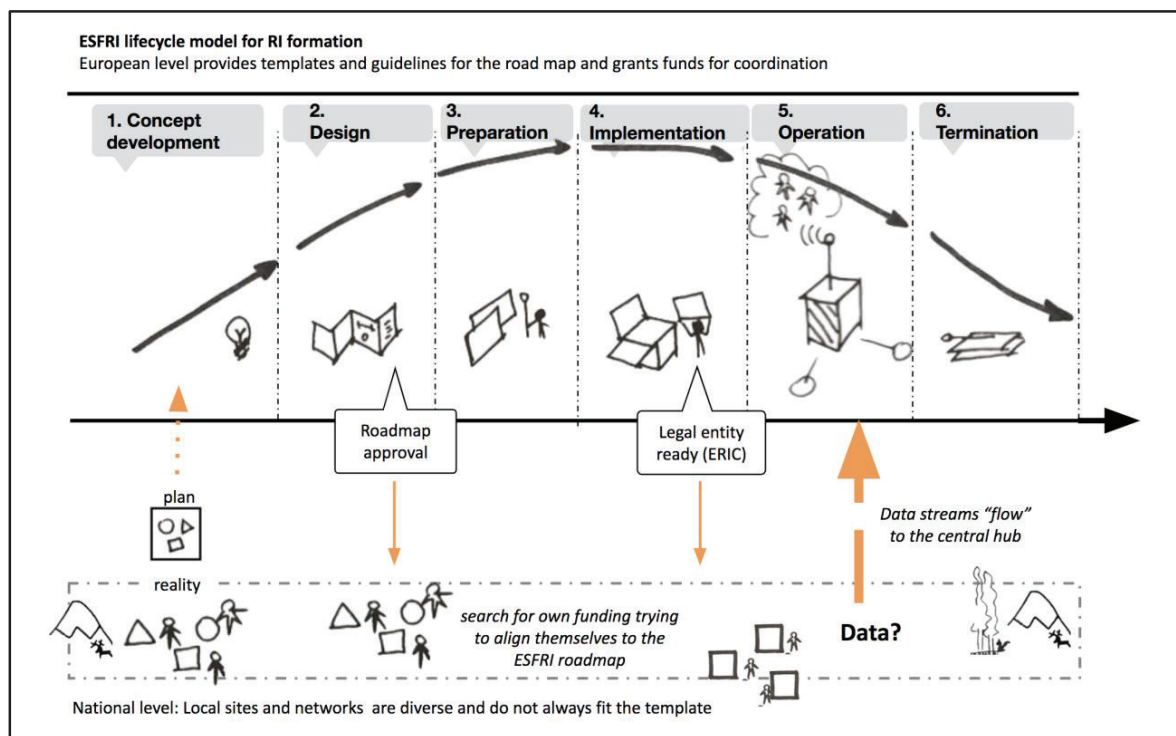 ESFRI lifecycle model for RI formation
European level provides templates and guidelines for the road map and grants funds for coordination
1. Concept
development
2.
Design
3.
Preparation
4.
Implementation
5.
Operation
6.
Termination
Roadmap
approval
Legal entity
ready (ERIC)
plan
Data streams “flow”
to the central hub
reality
search for own funding trying
to align themselves to the
ESFRI roadmap
Data?
National level: Local sites and networks are diverse and do not always fit the template